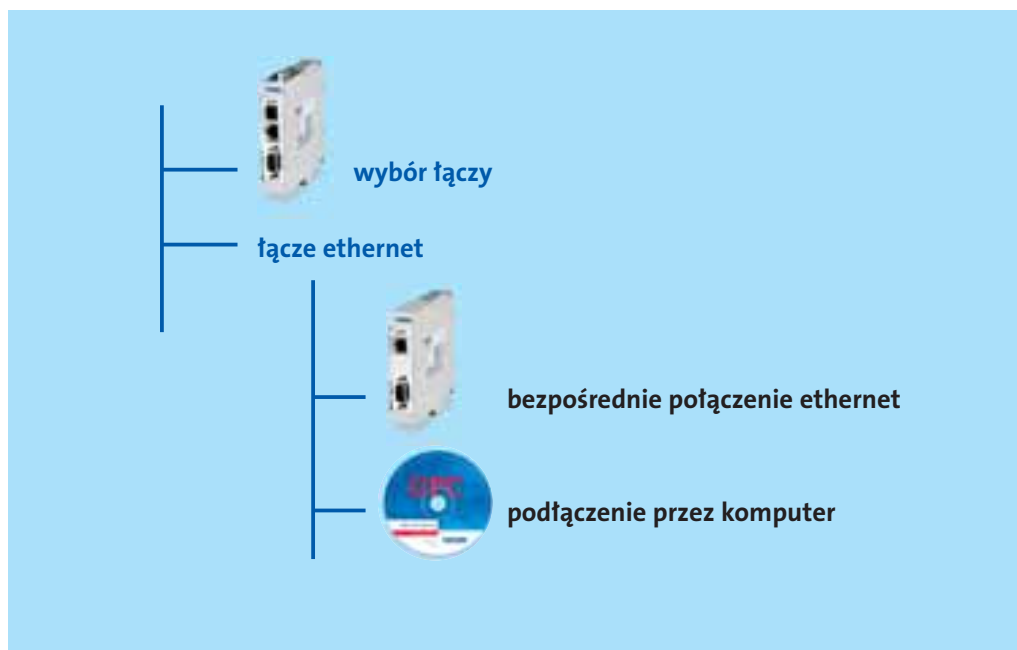 wybór łączy
łącze ethernet
bezpośrednie połączenie ethernet
podłączenie przez komputer